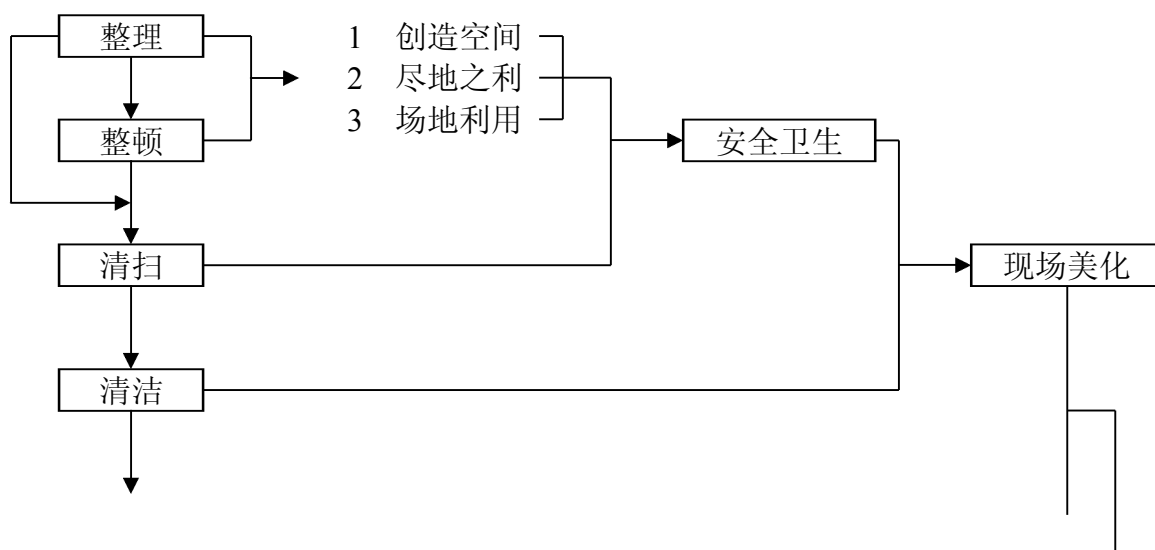 整理
1 创造空间
2 尽地之利
3 场地利用
整顿
安全卫生
清扫
现场美化
清洁